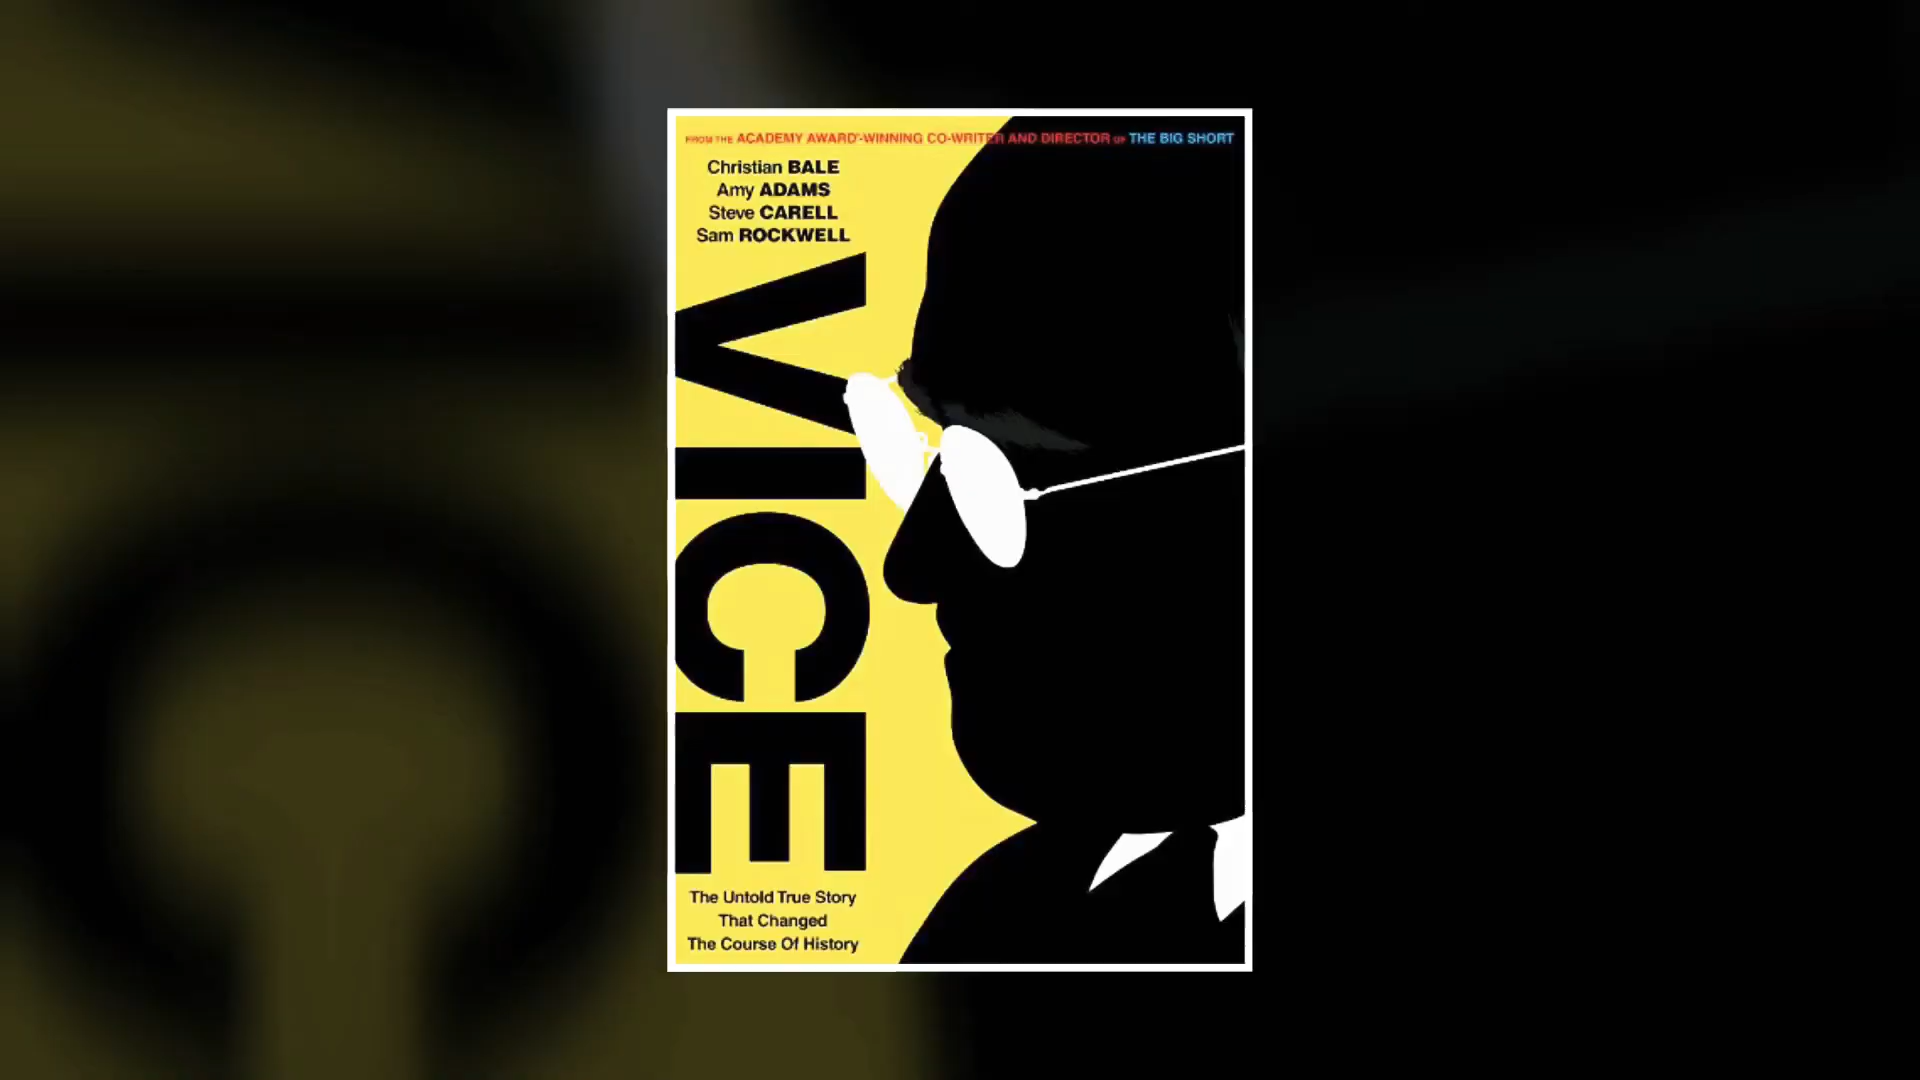 FROM THE ACADEMY AWARD®-WINNING CO-WRITER AND DIRECTOR OF THE BIG SHORT
Christian BALE
Amy ADAMS
Steve CARELL
Sam ROCKWELL
VICE
The Untold True Story
That Changed
The Course Of History